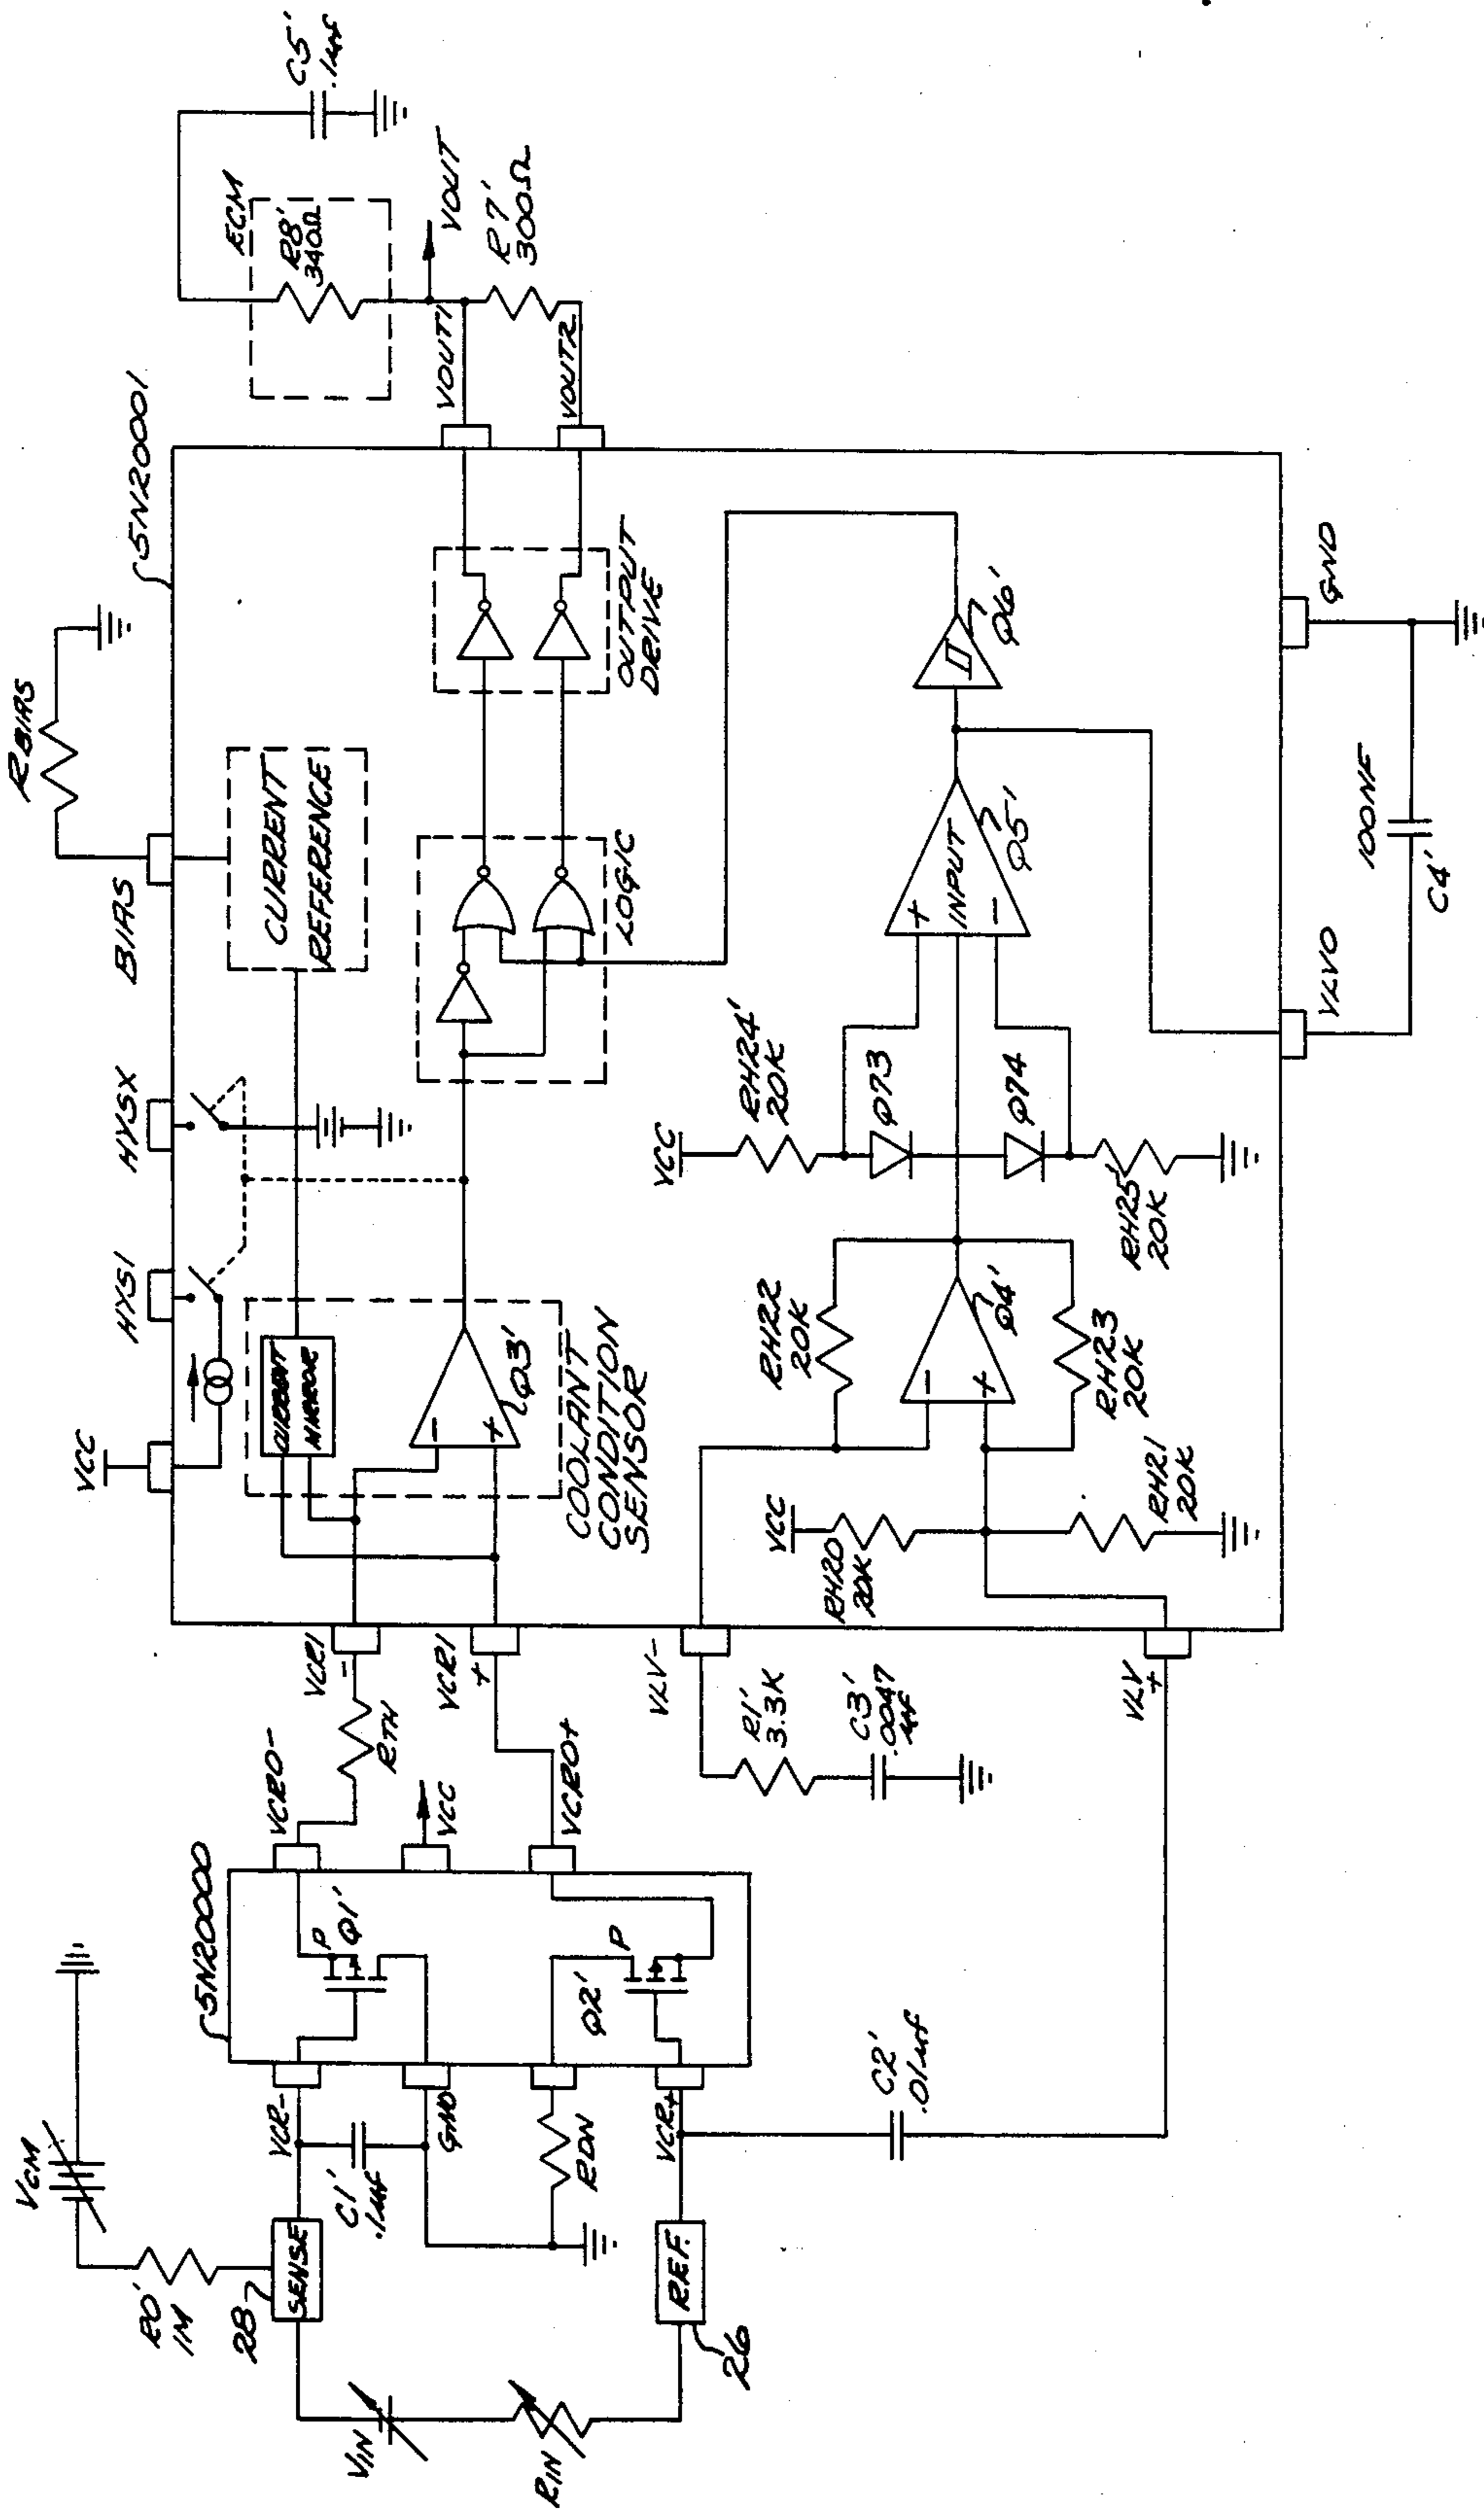 VCM
R0'
1M
28
SENSE
VIN
RIN
REF.
26
VCR-
C1'
.1µf
GND
RDN
VCR+
C2'
.01µf
5N20000
P
Q1'
Q2'
P
VCRO-
VCC
VCRO+
RTH
VCRI
-
VCRI
+
VLV-
R1'
3.3K
C3'
.0047
µf
VLV
+
VCC
HYS1
HYSX
BIAS
RBIAS
5N20001
CURRENT
MIRROR
CURRENT
REFERENCE
-
+
Q3'
COOLANT
CONDITION
SENSOR
LOGIC
OUTPUT
DRIVE
VCC
RH20
20K
RH21
20K
RH22
20K
-
+
Q4'
RH23
20K
VCC
RH24'
20K
Q73
Q74
RH25'
20K
+
INPUT
-
Q5'
Q6'
VLVO
GND
100NF
C4'
VOUT1
VOUT2
ECM
R8'
340Ω
VOUT
R7'
300Ω
C5'
.1µf